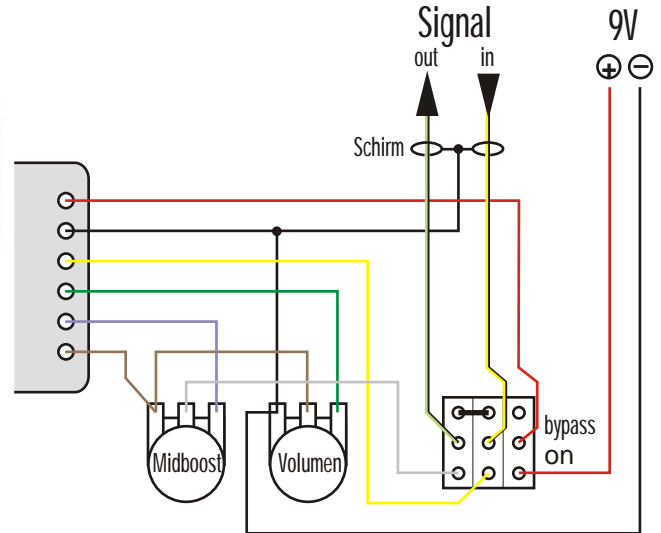 Signal
9V
out
in
+ −
Schirm
bypass
on
Midboost
Volumen